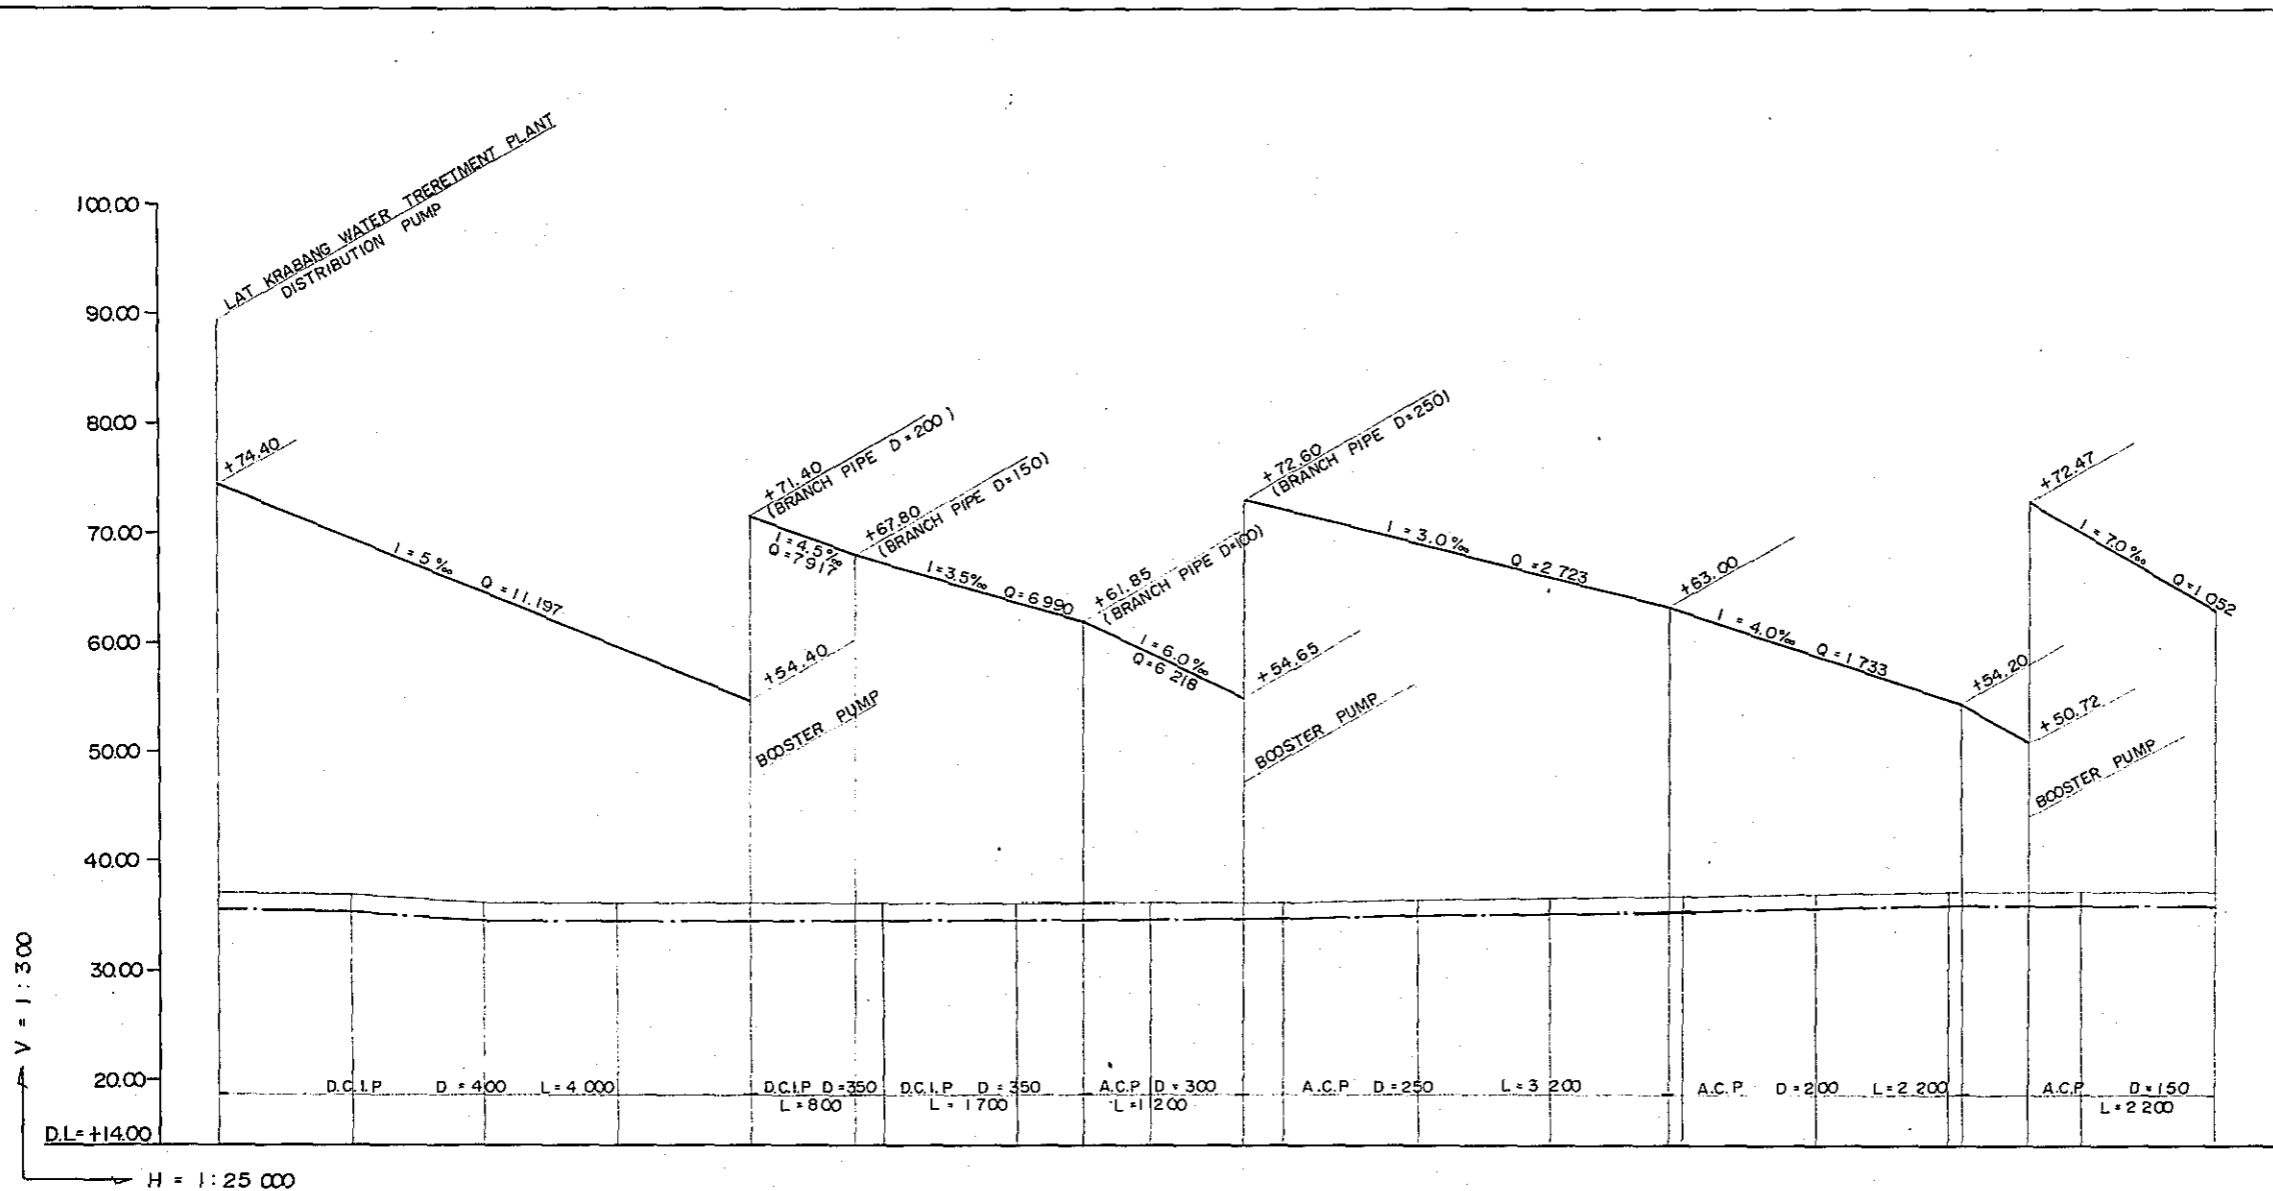 LAT KRABANG WATER TRERETMENT PLANT
DISTRIBUTION PUMP
100.00
90.00
80.00
70.00
60.00
50.00
40.00
30.00
20.00
D.L= +14.00
V = 1:300
H = 1:25 000
+74.40
I = 5‰ Q = 11.197
+71.40
(BRANCH PIPE D=200)
I=4.5‰
Q=7917
+54.40
BOOSTER PUMP
+67.80
(BRANCH PIPE D=150)
I=3.5‰ Q=6990
+61.85
(BRANCH PIPE D=100)
I=6.0‰
Q=6 218
+72.60
(BRANCH PIPE D=250)
+54.65
BOOSTER PUMP
I = 3.0‰ Q=2 723
+63.00
I = 4.0‰ Q=1 733
+54.20
+72.47
+50.72
BOOSTER PUMP
I = 7.0‰ Q=1 052
D.C.I.P D = 400 L=4 000
D.C.I.P D=350
L=800
D.C.I.P D=350
L=1 700
A.C.P D=300
L=1 200
A.C.P D=250 L=3 200
A.C.P. D=200 L=2 200
A.C.P. D=150
L=2 200